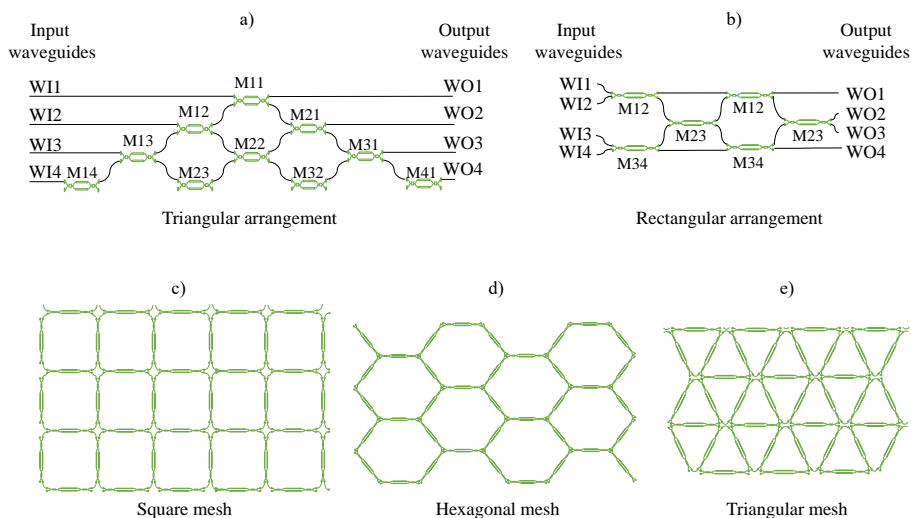 a)
Input
waveguides
Output
waveguides
WI1
M11
WO1
WI2
M12
M21
WO2
WI3
M13
M22
M31
WO3
WI4
M14
M23
M32
M41
WO4
Triangular arrangement
b)
Input
waveguides
Output
waveguides
WI1
WI2
M12
M12
WO1
WO2
M23
M23
WO3
WI3
WI4
M34
M34
WO4
Rectangular arrangement
c)
Square mesh
d)
Hexagonal mesh
e)
Triangular mesh